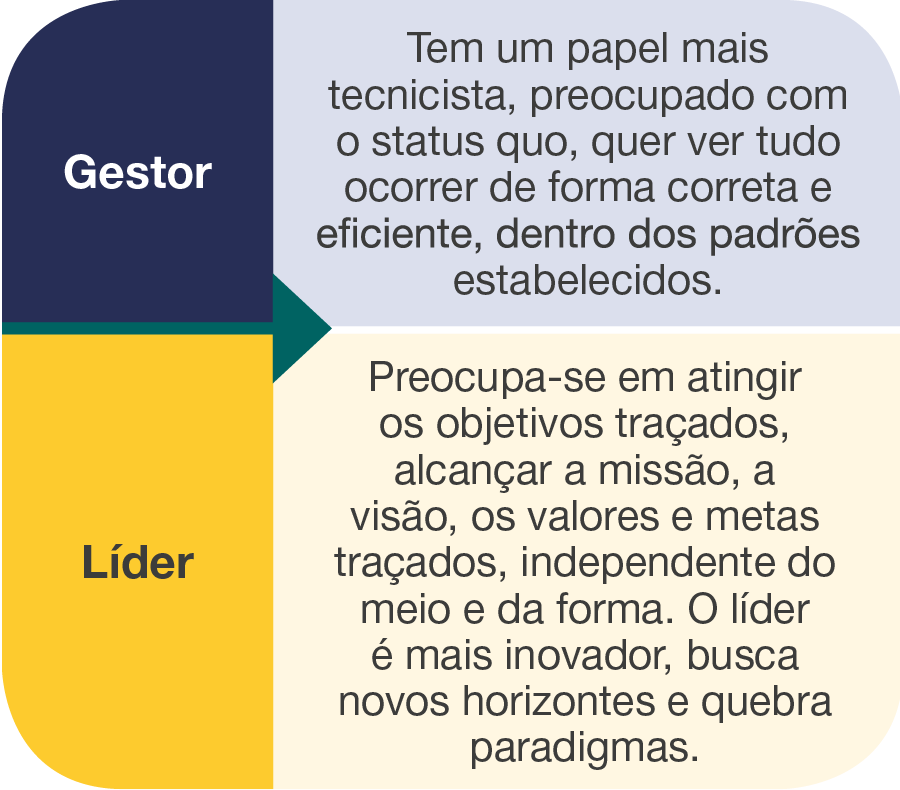 Gestor
Tem um papel mais
tecnicista, preocupado com
o status quo, quer ver tudo
ocorrer de forma correta e
eficiente, dentro dos padrões
estabelecidos.
Líder
Preocupa-se em atingir
os objetivos traçados,
alcançar a missão, a
visão, os valores e metas
traçados, independente do
meio e da forma. O líder
é mais inovador, busca
novos horizontes e quebra
paradigmas.